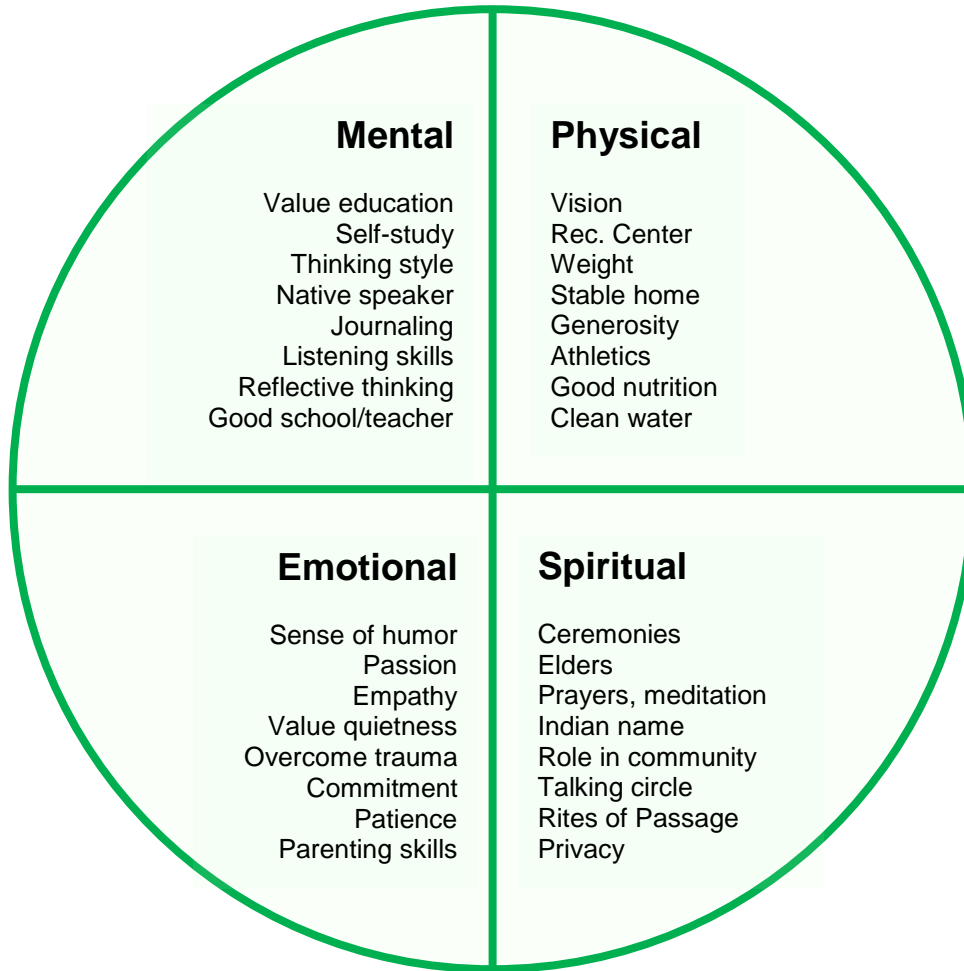 Mental
Value education
Self-study
Thinking style
Native speaker
Journaling
Listening skills
Reflective thinking
Good school/teacher
Physical
Vision
Rec. Center
Weight
Stable home
Generosity
Athletics
Good nutrition
Clean water
Emotional
Sense of humor
Passion
Empathy
Value quietness
Overcome trauma
Commitment
Patience
Parenting skills
Spiritual
Ceremonies
Elders
Prayers, meditation
Indian name
Role in community
Talking circle
Rites of Passage
Privacy